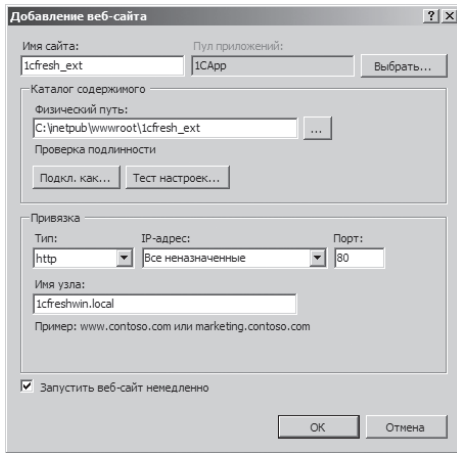 Добавление веб-сайта
Имя сайта: Пул приложений:
1cfresh_ext 1CApp Выбрать...
Каталог содержимого
Физический путь:
C:\inetpub\wwwroot\1cfresh_ext ...
Проверка подлинности
Подкл. как... Тест настроек...
Привязка
Тип: IP-адрес: Порт:
http Все неназначенные 80
Имя узла:
1cfreshwin.local
Пример: www.contoso.com или marketing.contoso.com
Запустить веб-сайт немедленно
ОК Отмена